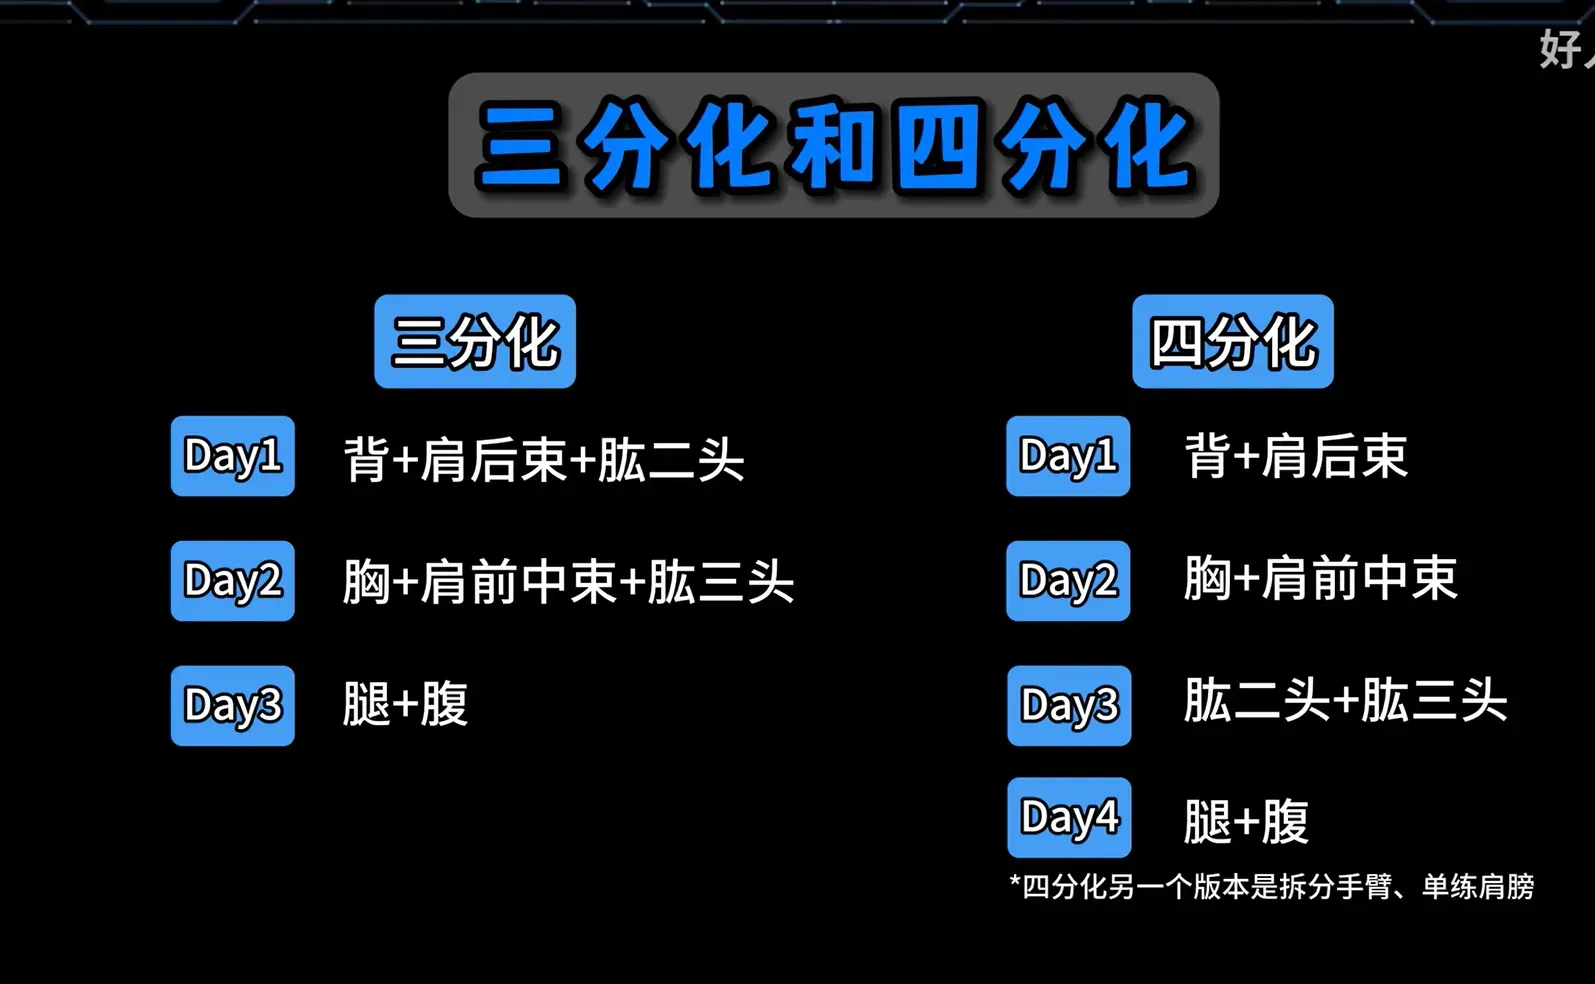 好
三分化和四分化
三分化
Day1 背+肩后束+肱二头
Day2 胸+肩前中束+肱三头
Day3 腿+腹
四分化
Day1 背+肩后束
Day2 胸+肩前中束
Day3 肱二头+肱三头
Day4 腿+腹
*四分化另一个版本是拆分手臂、单练肩膀